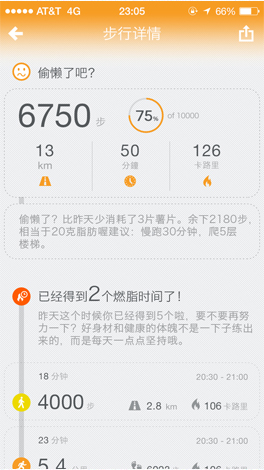 AT&T 4G 23:05 66%
步行详情
偷懒了吧?
6750 步
75%
of 10000
13 50 126
km 分鐘 卡路里
偷懒了?比昨天少消耗了3片薯片。余下2180步,
相当于20克脂肪喔建议:慢跑30分钟,爬5层
楼梯。
已经得到2个燃脂时间了!
昨天这个时候你已经得到5个啦,要不要再努
力一下?好身材和健康的体魄不是一下子练出
来的,而是每天一点点坚持哦。
18 分钟 20:30 - 21:00
4000 步 2.8 km 106 卡路里
23 分钟 20:30 - 21:00
5.4
106 卡路里